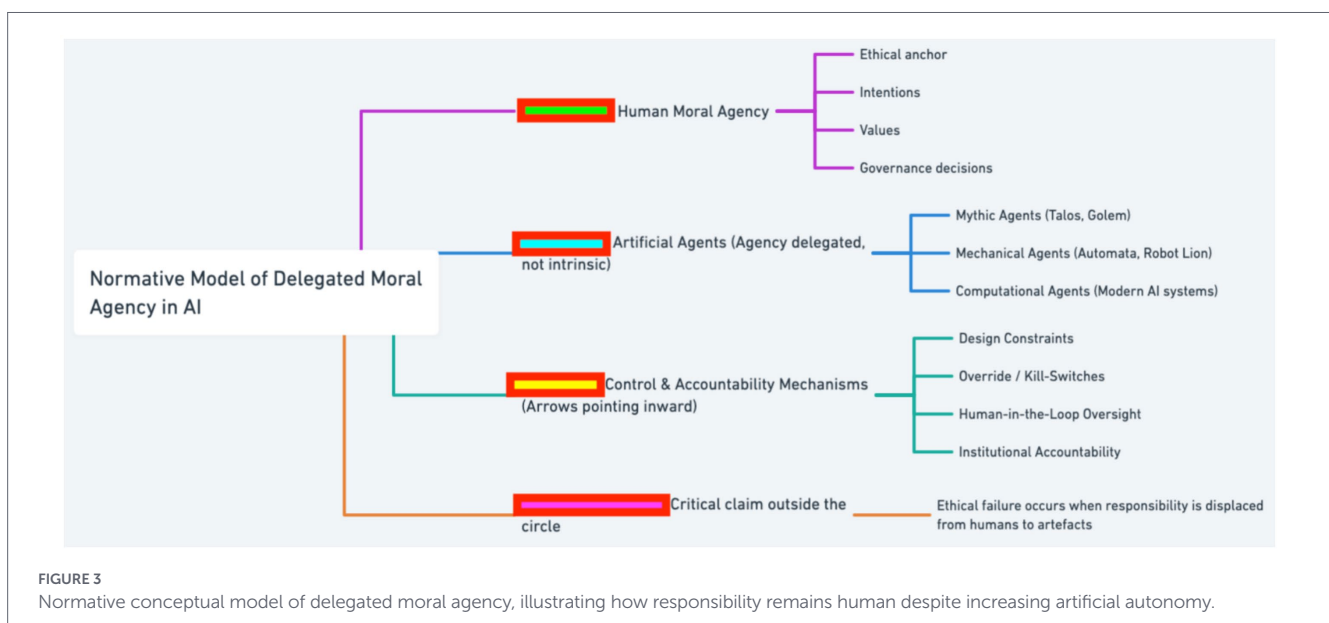 Normative Model of Delegated Moral
Agency in AI
Human Moral Agency
Ethical anchor
Intentions
Values
Governance decisions
Artificial Agents (Agency delegated,
not intrinsic)
Mythic Agents (Talos, Golem)
Mechanical Agents (Automata, Robot Lion)
Computational Agents (Modern AI systems)
Control & Accountability Mechanisms
(Arrows pointing inward)
Design Constraints
Override / Kill-Switches
Human-in-the-Loop Oversight
Institutional Accountability
Critical claim outside the
circle
Ethical failure occurs when responsibility is displaced
from humans to artefacts
FIGURE 3
Normative conceptual model of delegated moral agency, illustrating how responsibility remains human despite increasing artificial autonomy.